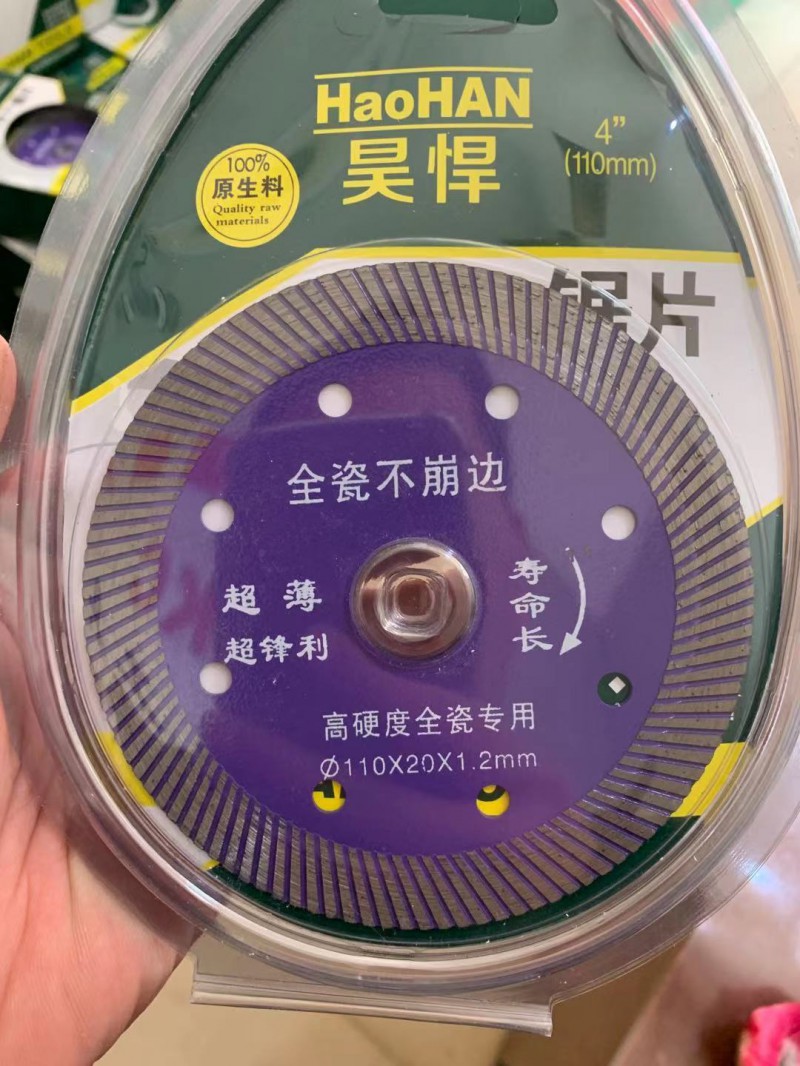 HaoHAN
昊悍
4”
(110mm)
100%
原生料
Quality raw
materials
锯片
全瓷不崩边
超薄
超锋利
寿命长
高硬度全瓷专用
Ø110X20X1.2mm